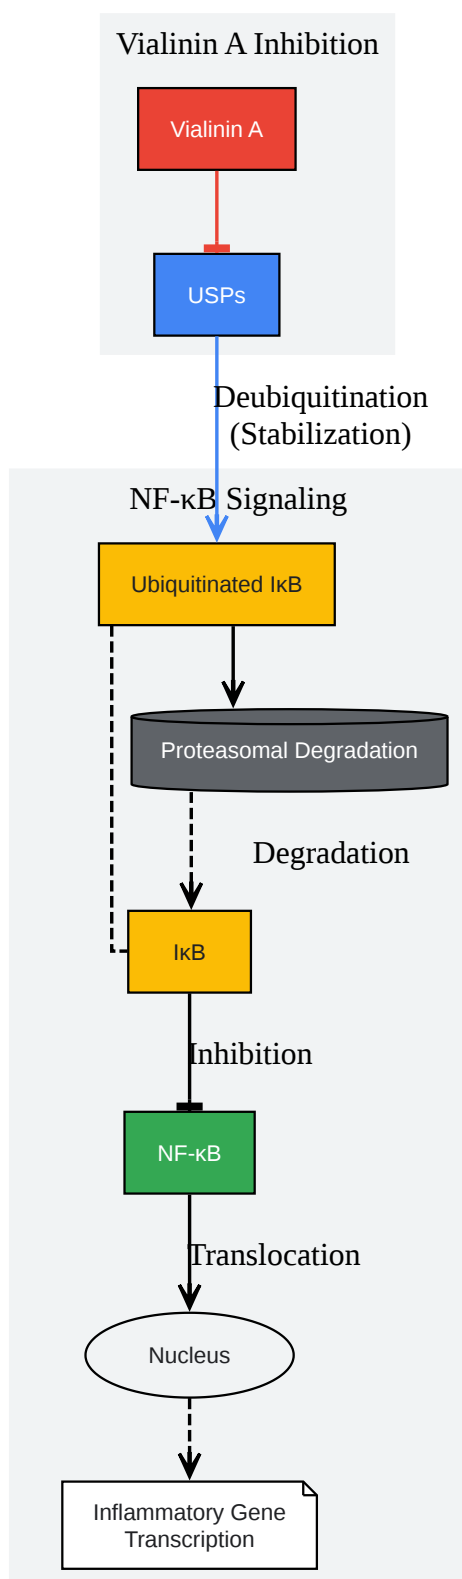 Vialinin A Inhibition
Vialinin A
USPs
Deubiquitination
(Stabilization)
NF-κB Signaling
Ubiquitinated IκB
Proteasomal Degradation
Degradation
IκB
Inhibition
NF-κB
Translocation
Nucleus
Inflammatory Gene
Transcription